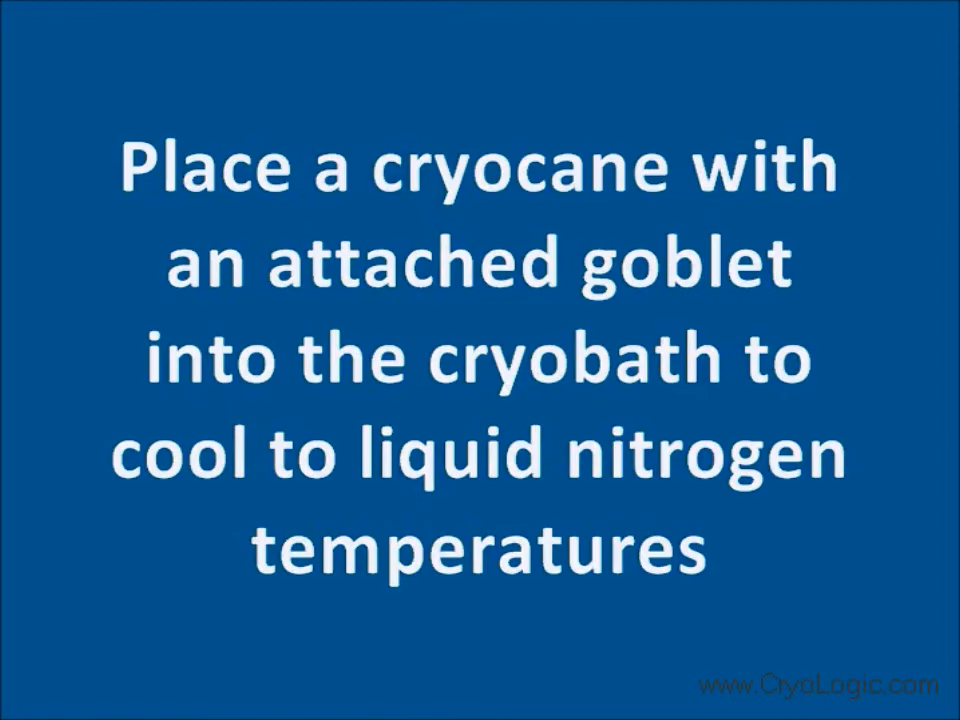 Place a cryocane with
an attached goblet
into the cryobath to
cool to liquid nitrogen
temperatures
www.CryoLogic.com